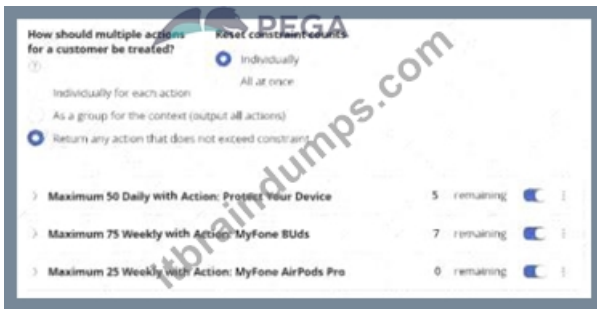 PEGA
How should multiple actions for a customer be treated?
Reset constraint counts
Individually
All at once
Individually for each action
As a group for the context (output all actions)
Return any action that does not exceed constraint
Maximum 50 Daily with Action: Protect Your Device 5 remaining
Maximum 75 Weekly with Action: MyFone BUds 7 remaining
Maximum 25 Weekly with Action: MyFone AirPods Pro 0 remaining
itbraindumps.com